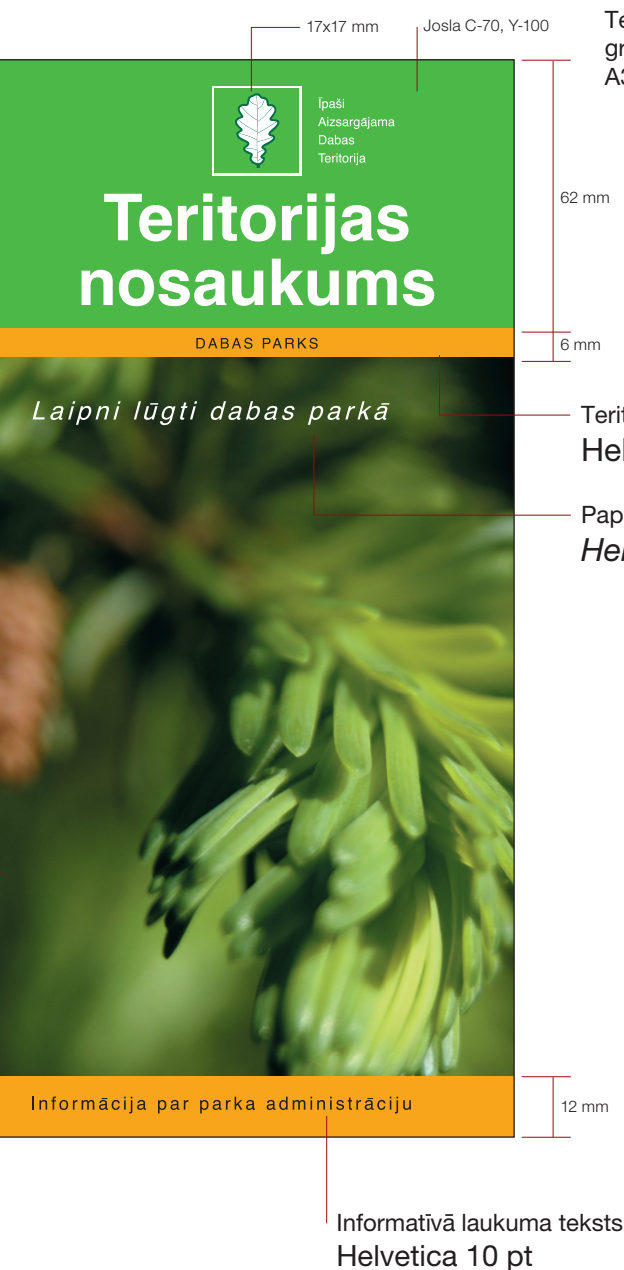 17x17 mm
Josla C-70, Y-100
Īpaši
Aizsargājama
Dabas
Teritorija
Teritorijas
nosaukums
62 mm
DABAS PARKS
6 mm
Laipni lūgti dabas parkā
Informācija par parka administrāciju
12 mm
Informatīvā laukuma teksts
Helvetica 10 pt